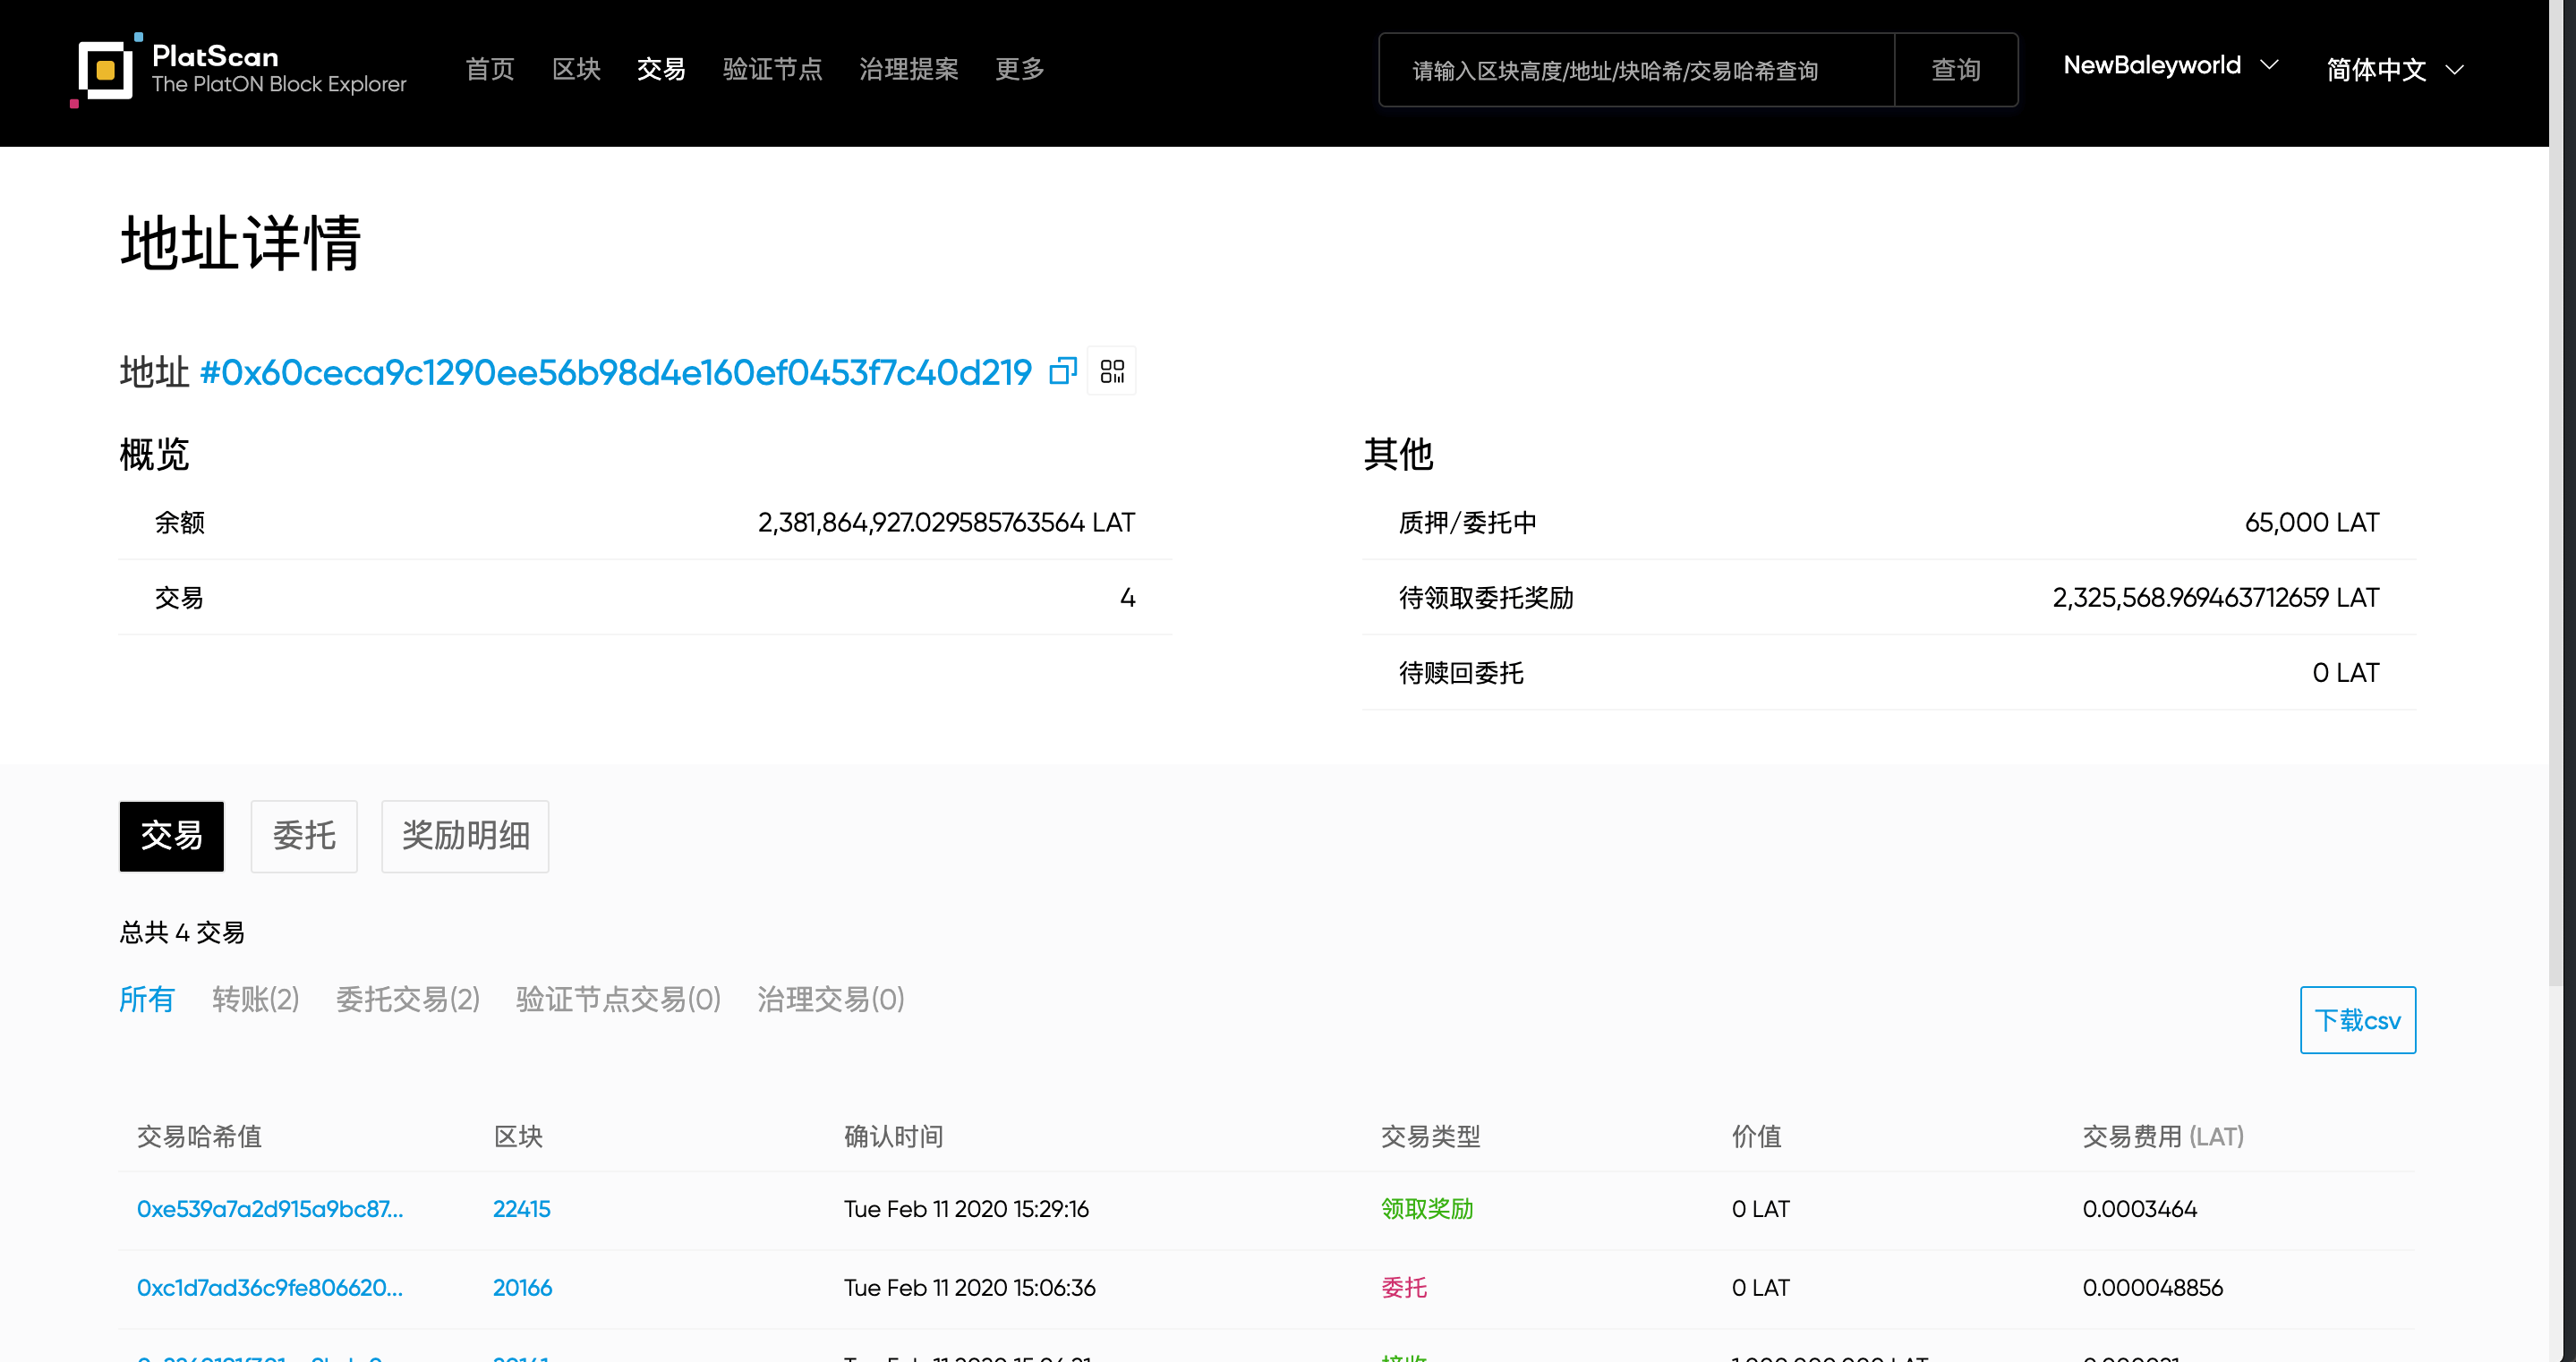 PlatScan
The PlatON Block Explorer
首页 区块 交易 验证节点 治理提案 更多
请输入区块高度/地址/块哈希/交易哈希查询 查询
NewBaleyworld 简体中文
地址详情
地址 #0x60ceca9c1290ee56b98d4e160ef0453f7c40d219
概览
余额 2,381,864,927.029585763564 LAT
交易 4
其他
质押/委托中 65,000 LAT
待领取委托奖励 2,325,568.969463712659 LAT
待赎回委托 0 LAT
交易 委托 奖励明细
总共 4 交易
所有 转账(2) 委托交易(2) 验证节点交易(0) 治理交易(0)
下载csv
交易哈希值 区块 确认时间 交易类型 价值 交易费用 (LAT)
0xe539a7a2d915a9bc87... 22415 Tue Feb 11 2020 15:29:16 领取奖励 0 LAT 0.0003464
0xc1d7ad36c9fe806620... 20166 Tue Feb 11 2020 15:06:36 委托 0 LAT 0.000048856